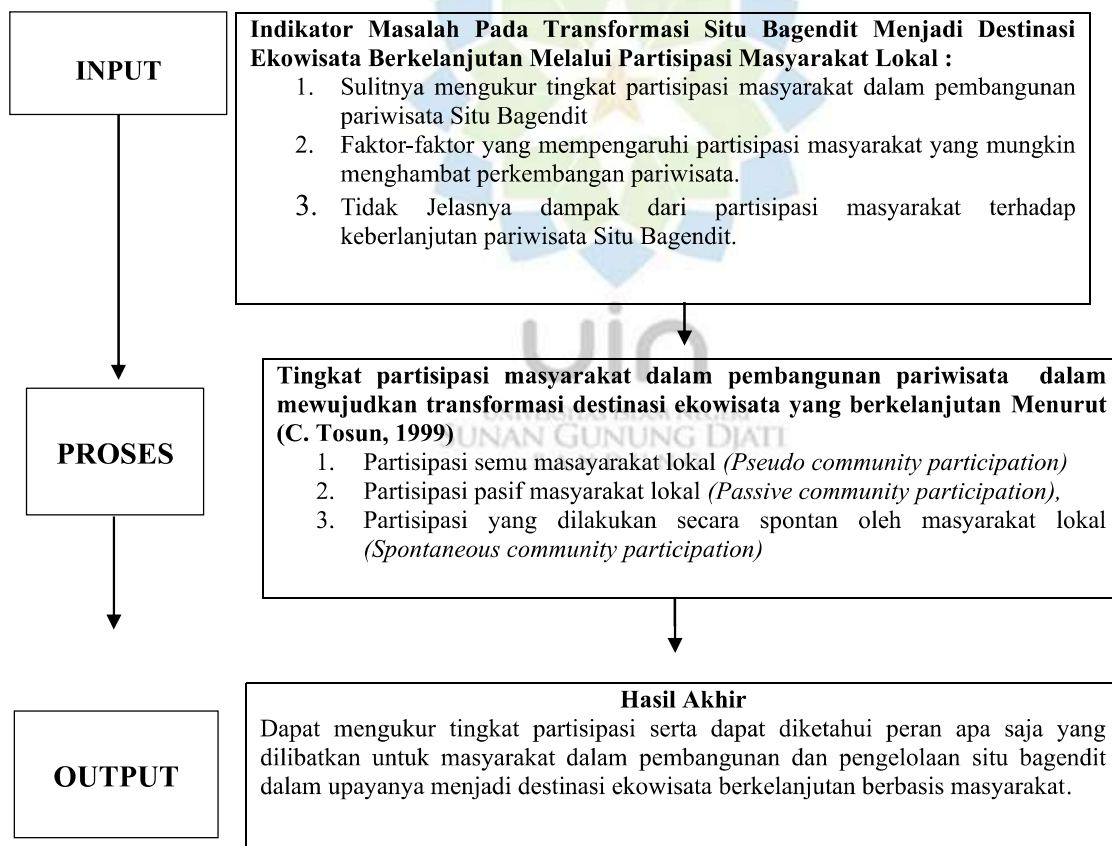 INPUT
Indikator Masalah Pada Transformasi Situ Bagendit Menjadi Destinasi
Ekowisata Berkelanjutan Melalui Partisipasi Masyarakat Lokal :
1. Sulitnya mengukur tingkat partisipasi masyarakat dalam pembangunan
pariwisata Situ Bagendit
2. Faktor-faktor yang mempengaruhi partisipasi masyarakat yang mungkin
menghambat perkembangan pariwisata.
3. Tidak Jelasnya dampak dari partisipasi masyarakat terhadap
keberlanjutan pariwisata Situ Bagendit.
uin
PROSES
Tingkat partisipasi masyarakat dalam pembangunan pariwisata dalam
mewujudkan transformasi destinasi ekowisata yang berkelanjutan Menurut
(C. Tosun, 1999)
SUNAN GUNUNG DJATI
1. Partisipasi semu masayarakat lokal (Pseudo community participation)
2. Partisipasi pasif masyarakat lokal (Passive community participation),
3. Partisipasi yang dilakukan secara spontan oleh masyarakat lokal
(Spontaneous community participation)
OUTPUT
Hasil Akhir
Dapat mengukur tingkat partisipasi serta dapat diketahui peran apa saja yang
dilibatkan untuk masyarakat dalam pembangunan dan pengelolaan situ bagendit
dalam upayanya menjadi destinasi ekowisata berkelanjutan berbasis masyarakat.